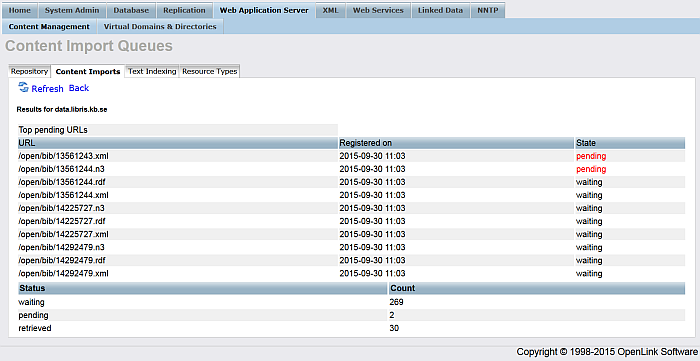 Home System Admin Database Replication Web Application Server XML Web Services Linked Data NNTP
Content Management Virtual Domains & Directories
Content Import Queues
Repository Content Imports Text Indexing Resource Types
Refresh Back
Results for data.libris.kb.se
Top pending URLs
URL Registered on State
/open/bib/13561243.xml 2015-09-30 11:03 pending
/open/bib/13561244.n3 2015-09-30 11:03 pending
/open/bib/13561244.rdf 2015-09-30 11:03 waiting
/open/bib/13561244.xml 2015-09-30 11:03 waiting
/open/bib/14225727.n3 2015-09-30 11:03 waiting
/open/bib/14225727.rdf 2015-09-30 11:03 waiting
/open/bib/14225727.xml 2015-09-30 11:03 waiting
/open/bib/14292479.n3 2015-09-30 11:03 waiting
/open/bib/14292479.rdf 2015-09-30 11:03 waiting
/open/bib/14292479.xml 2015-09-30 11:03 waiting
Status Count
waiting 269
pending 2
retrieved 30
Copyright © 1998-2015 OpenLink Software